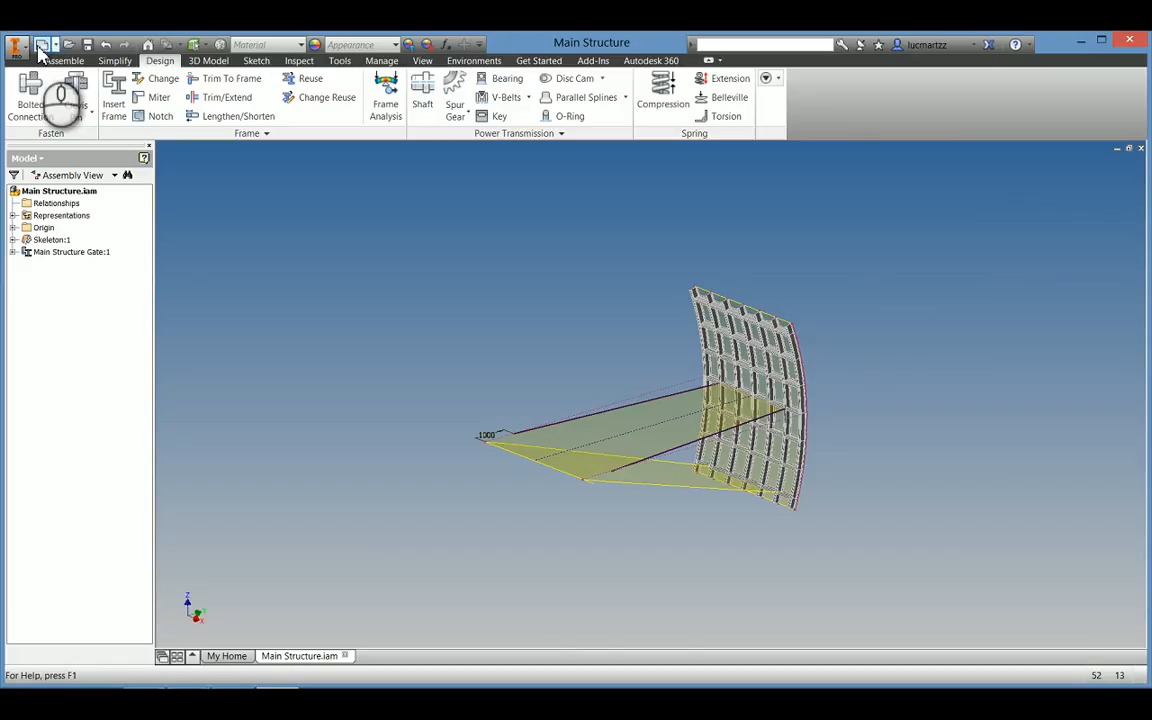 PRO
Material
Appearance
Main Structure
lucmartzz
Assemble Simplify Design 3D Model Sketch Inspect Tools Manage View Environments Get Started Add-Ins Autodesk 360
Bolted
Connection
Fasten
Insert
Frame
Change
Miter
Notch
Trim To Frame
Trim/Extend
Lengthen/Shorten
Reuse
Change Reuse
Frame
Analysis
Frame
Shaft
Spur
Gear
Bearing
V-Belts
Key
Disc Cam
Parallel Splines
O-Ring
Power Transmission
Compression
Extension
Belleville
Torsion
Spring
Model
Assembly View
Main Structure.iam
Relationships
Representations
Origin
Skeleton:1
Main Structure Gate:1
1000
Z
Y
X
My Home Main Structure.iam
For Help, press F1
52 13